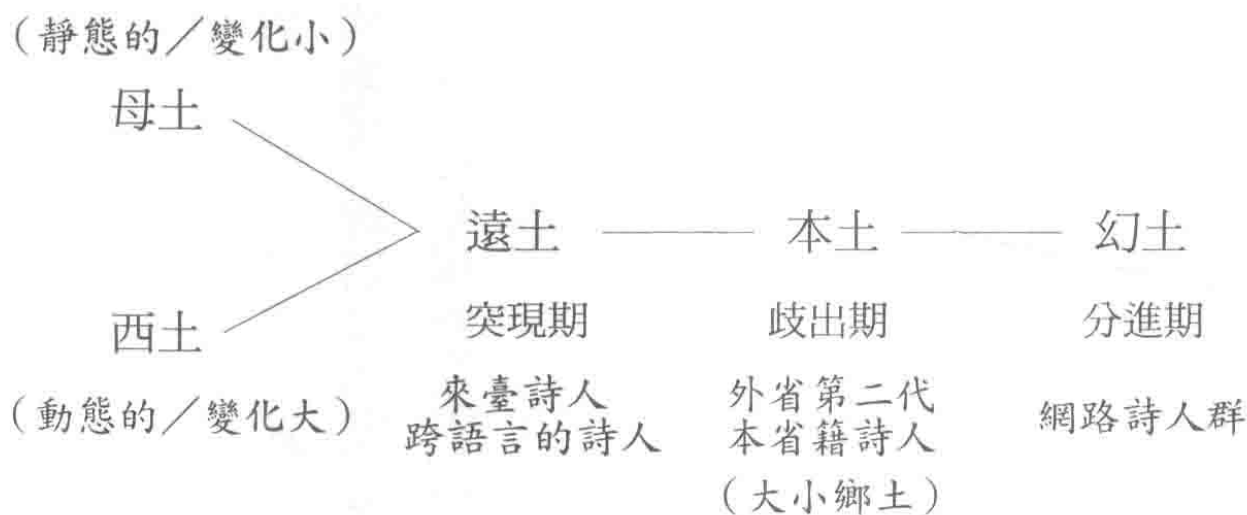 （靜態的／變化小）
母土
遠土 本土 幻土
突現期 歧出期 分進期
西土
（動態的／變化大）
來臺詩人 外省第二代
跨語言的詩人 本省籍詩人 網路詩人群
（大小鄉土）